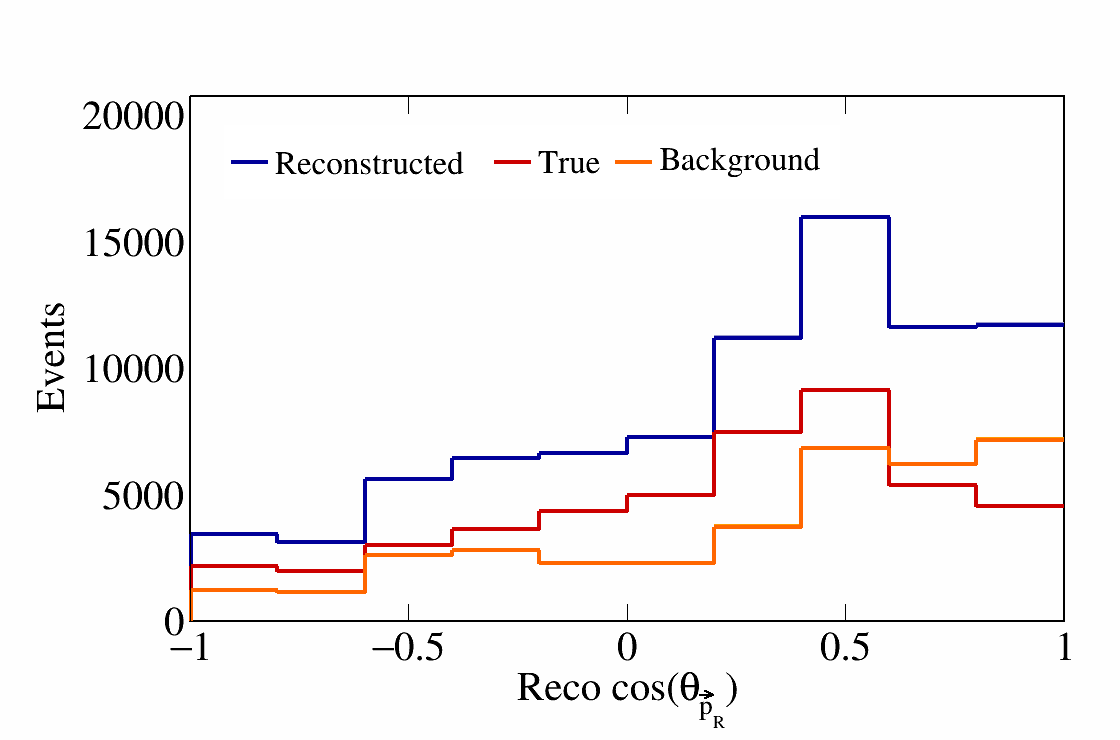 20000
Reconstructed True Background
15000
10000
5000
0
Events
−1 −0.5 0 0.5 1
Reco cos(θ_{\vec{p}_R})